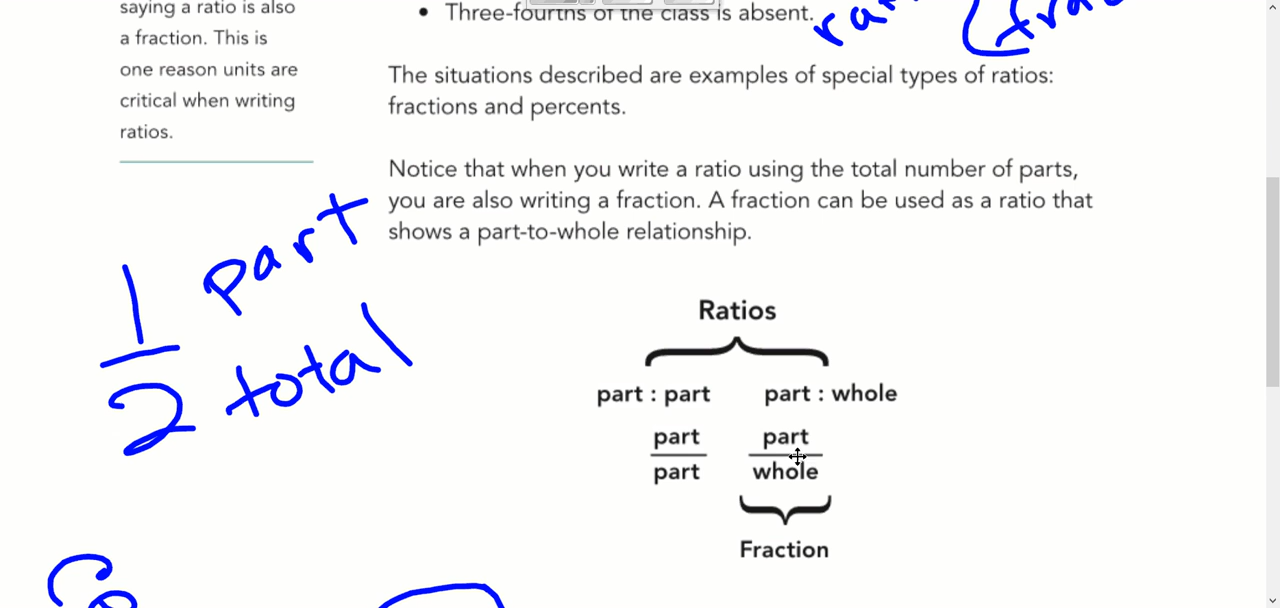 saying a ratio is also
a fraction. This is
one reason units are
critical when writing
ratios.
• Three-fourths of the class is absent.
The situations described are examples of special types of ratios:
fractions and percents.
Notice that when you write a ratio using the total number of parts,
you are also writing a fraction. A fraction can be used as a ratio that
shows a part-to-whole relationship.
1 part
2 total
Ratios
part : part part : whole
part part
part whole
Fraction